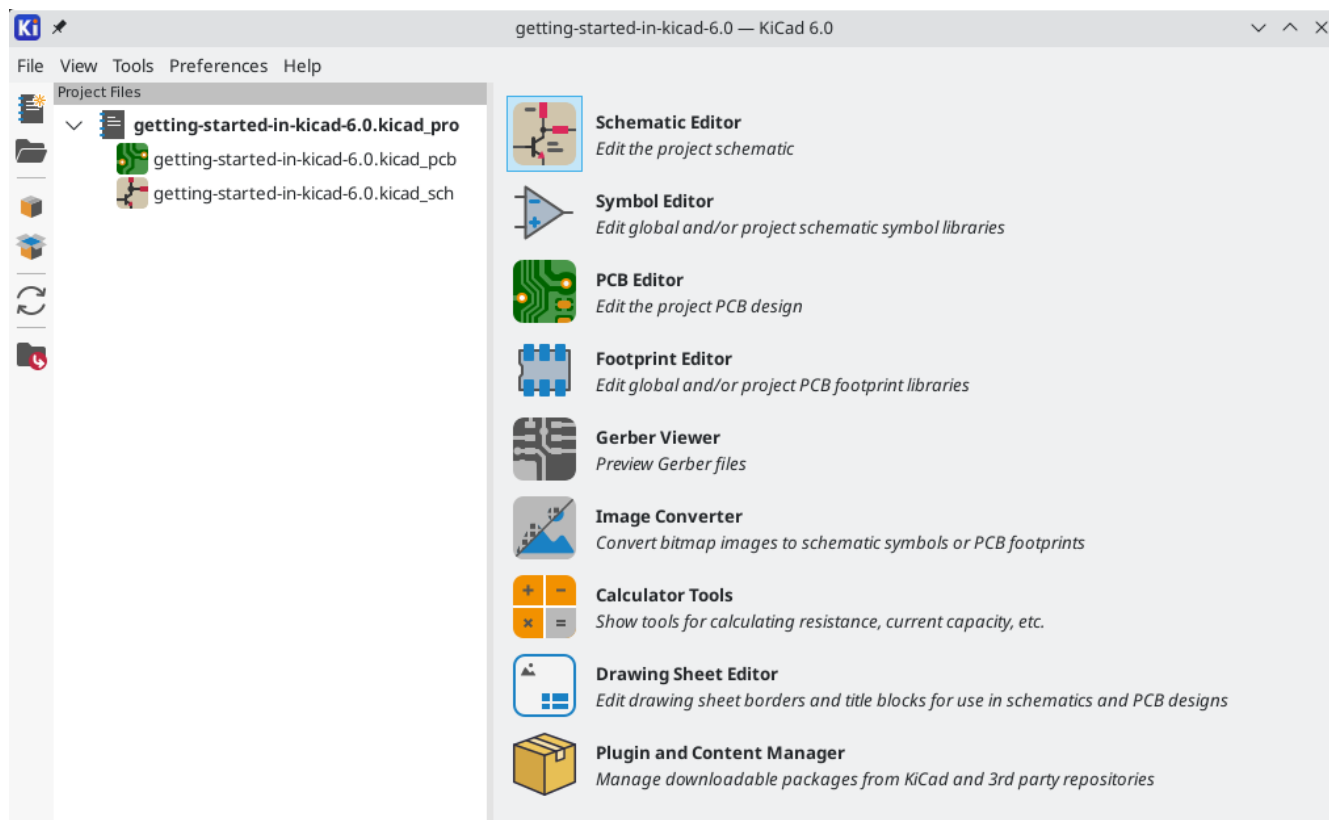 Ki
getting-started-in-kicad-6.0 — KiCad 6.0
File View Tools Preferences Help
Project Files
getting-started-in-kicad-6.0.kicad_pro
getting-started-in-kicad-6.0.kicad_pcb
getting-started-in-kicad-6.0.kicad_sch
Schematic Editor
Edit the project schematic
Symbol Editor
Edit global and/or project schematic symbol libraries
PCB Editor
Edit the project PCB design
Footprint Editor
Edit global and/or project PCB footprint libraries
Gerber Viewer
Preview Gerber files
Image Converter
Convert bitmap images to schematic symbols or PCB footprints
Calculator Tools
Show tools for calculating resistance, current capacity, etc.
Drawing Sheet Editor
Edit drawing sheet borders and title blocks for use in schematics and PCB designs
Plugin and Content Manager
Manage downloadable packages from KiCad and 3rd party repositories